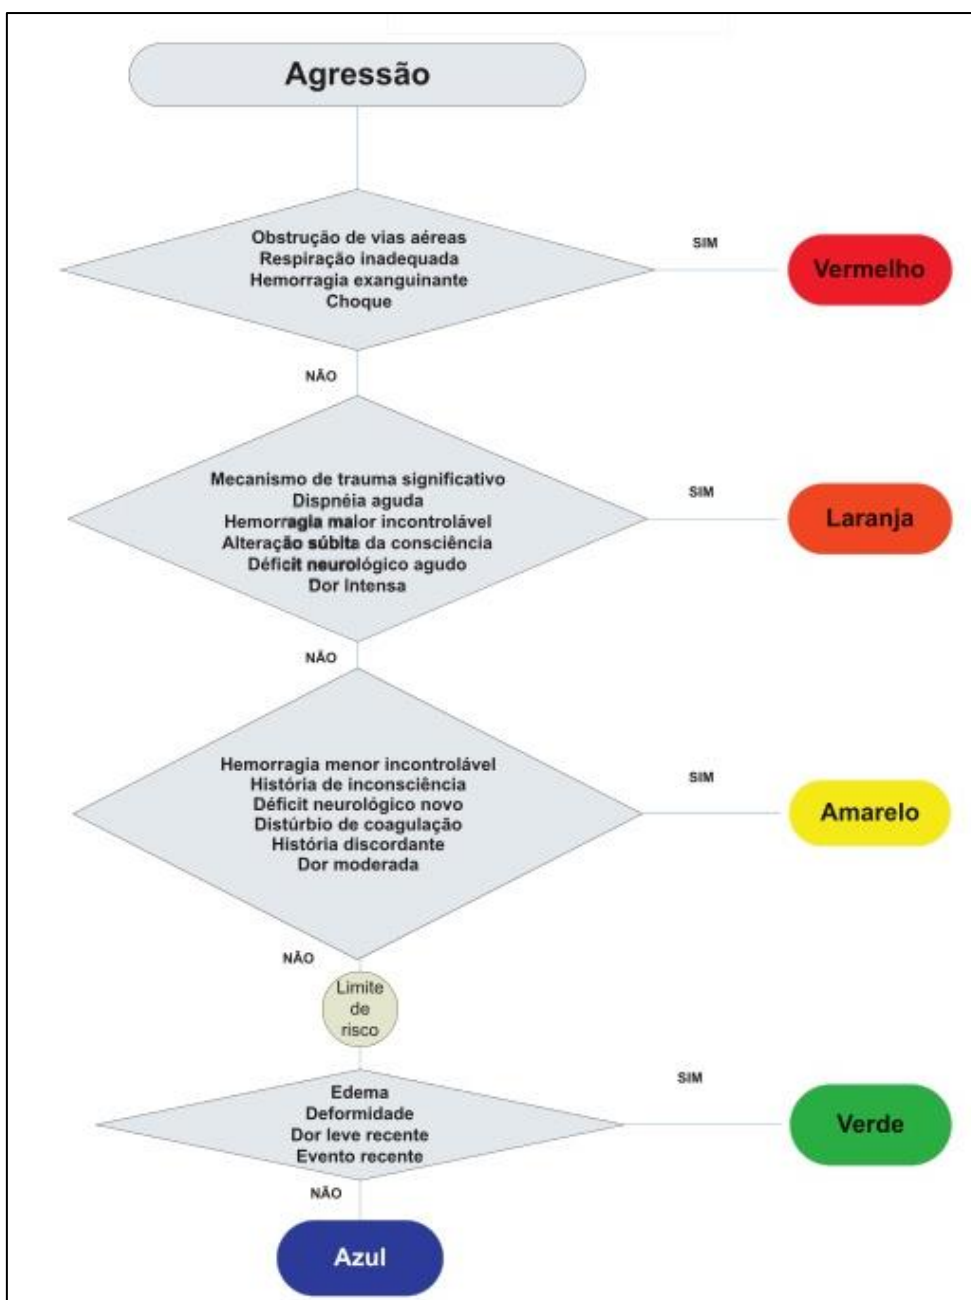 Agressão
Obstrução de vias aéreas
Respiração inadequada
Hemorragia exanguinante
Choque
SIM
Vermelho
NÃO
Mecanismo de trauma significativo
Dispnéia aguda
Hemorragia maior incontrolável
Alteração súbita da consciência
Déficit neurológico agudo
Dor Intensa
SIM
Laranja
NÃO
Hemorragia menor incontrolável
História de inconsciência
Déficit neurológico novo
Distúrbio de coagulação
História discordante
Dor moderada
SIM
Amarelo
NÃO
Limite
de
risco
Edema
Deformidade
Dor leve recente
Evento recente
SIM
Verde
NÃO
Azul